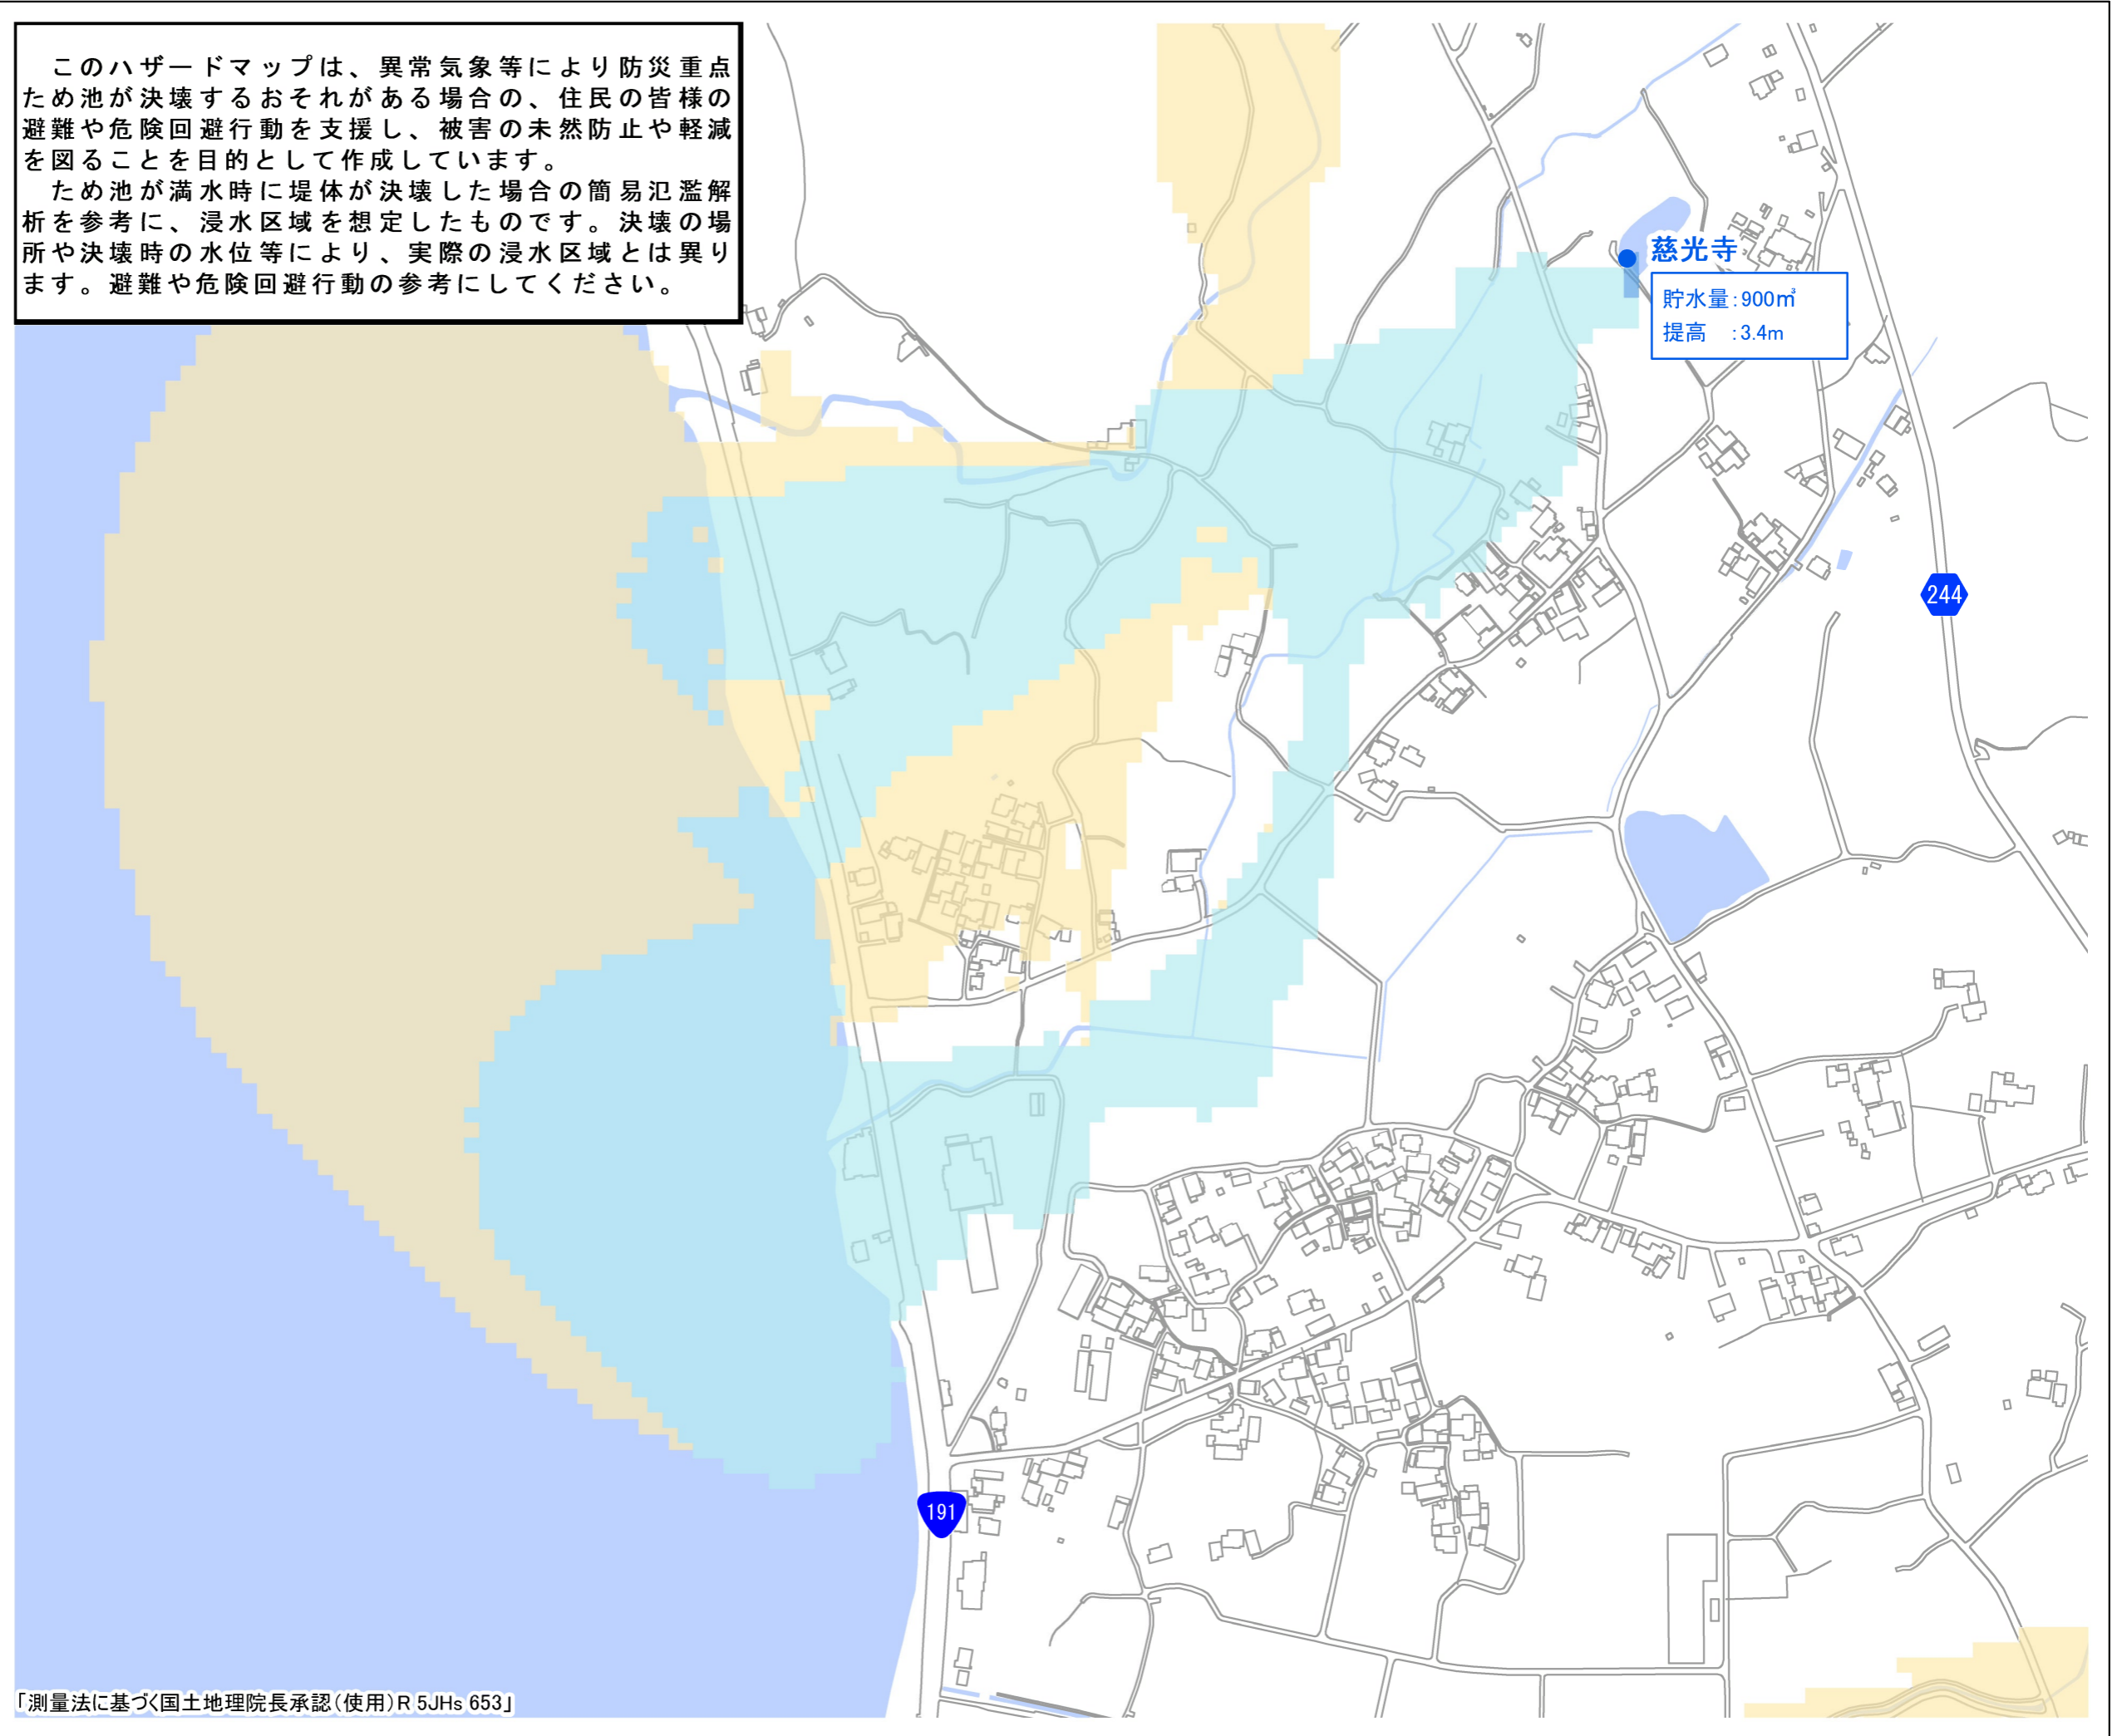 このハザードマップは、異常気象等により防災重点
ため池が決壊するおそれがある場合の、住民の皆様の
避難や危険回避行動を支援し、被害の未然防止や軽減
を図ることを目的として作成しています。
ため池が満水時に堤体が決壊した場合の簡易氾濫解
析を参考に、浸水区域を想定したものです。決壊の場
所や決壊時の水位等により、実際の浸水区域とは異り
ます。避難や危険回避行動の参考にしてください。
慈光寺
貯水量:900㎥
提高 :3.4m
244
191
「測量法に基づく国土地理院長承認(使用)R 5JHs 653」